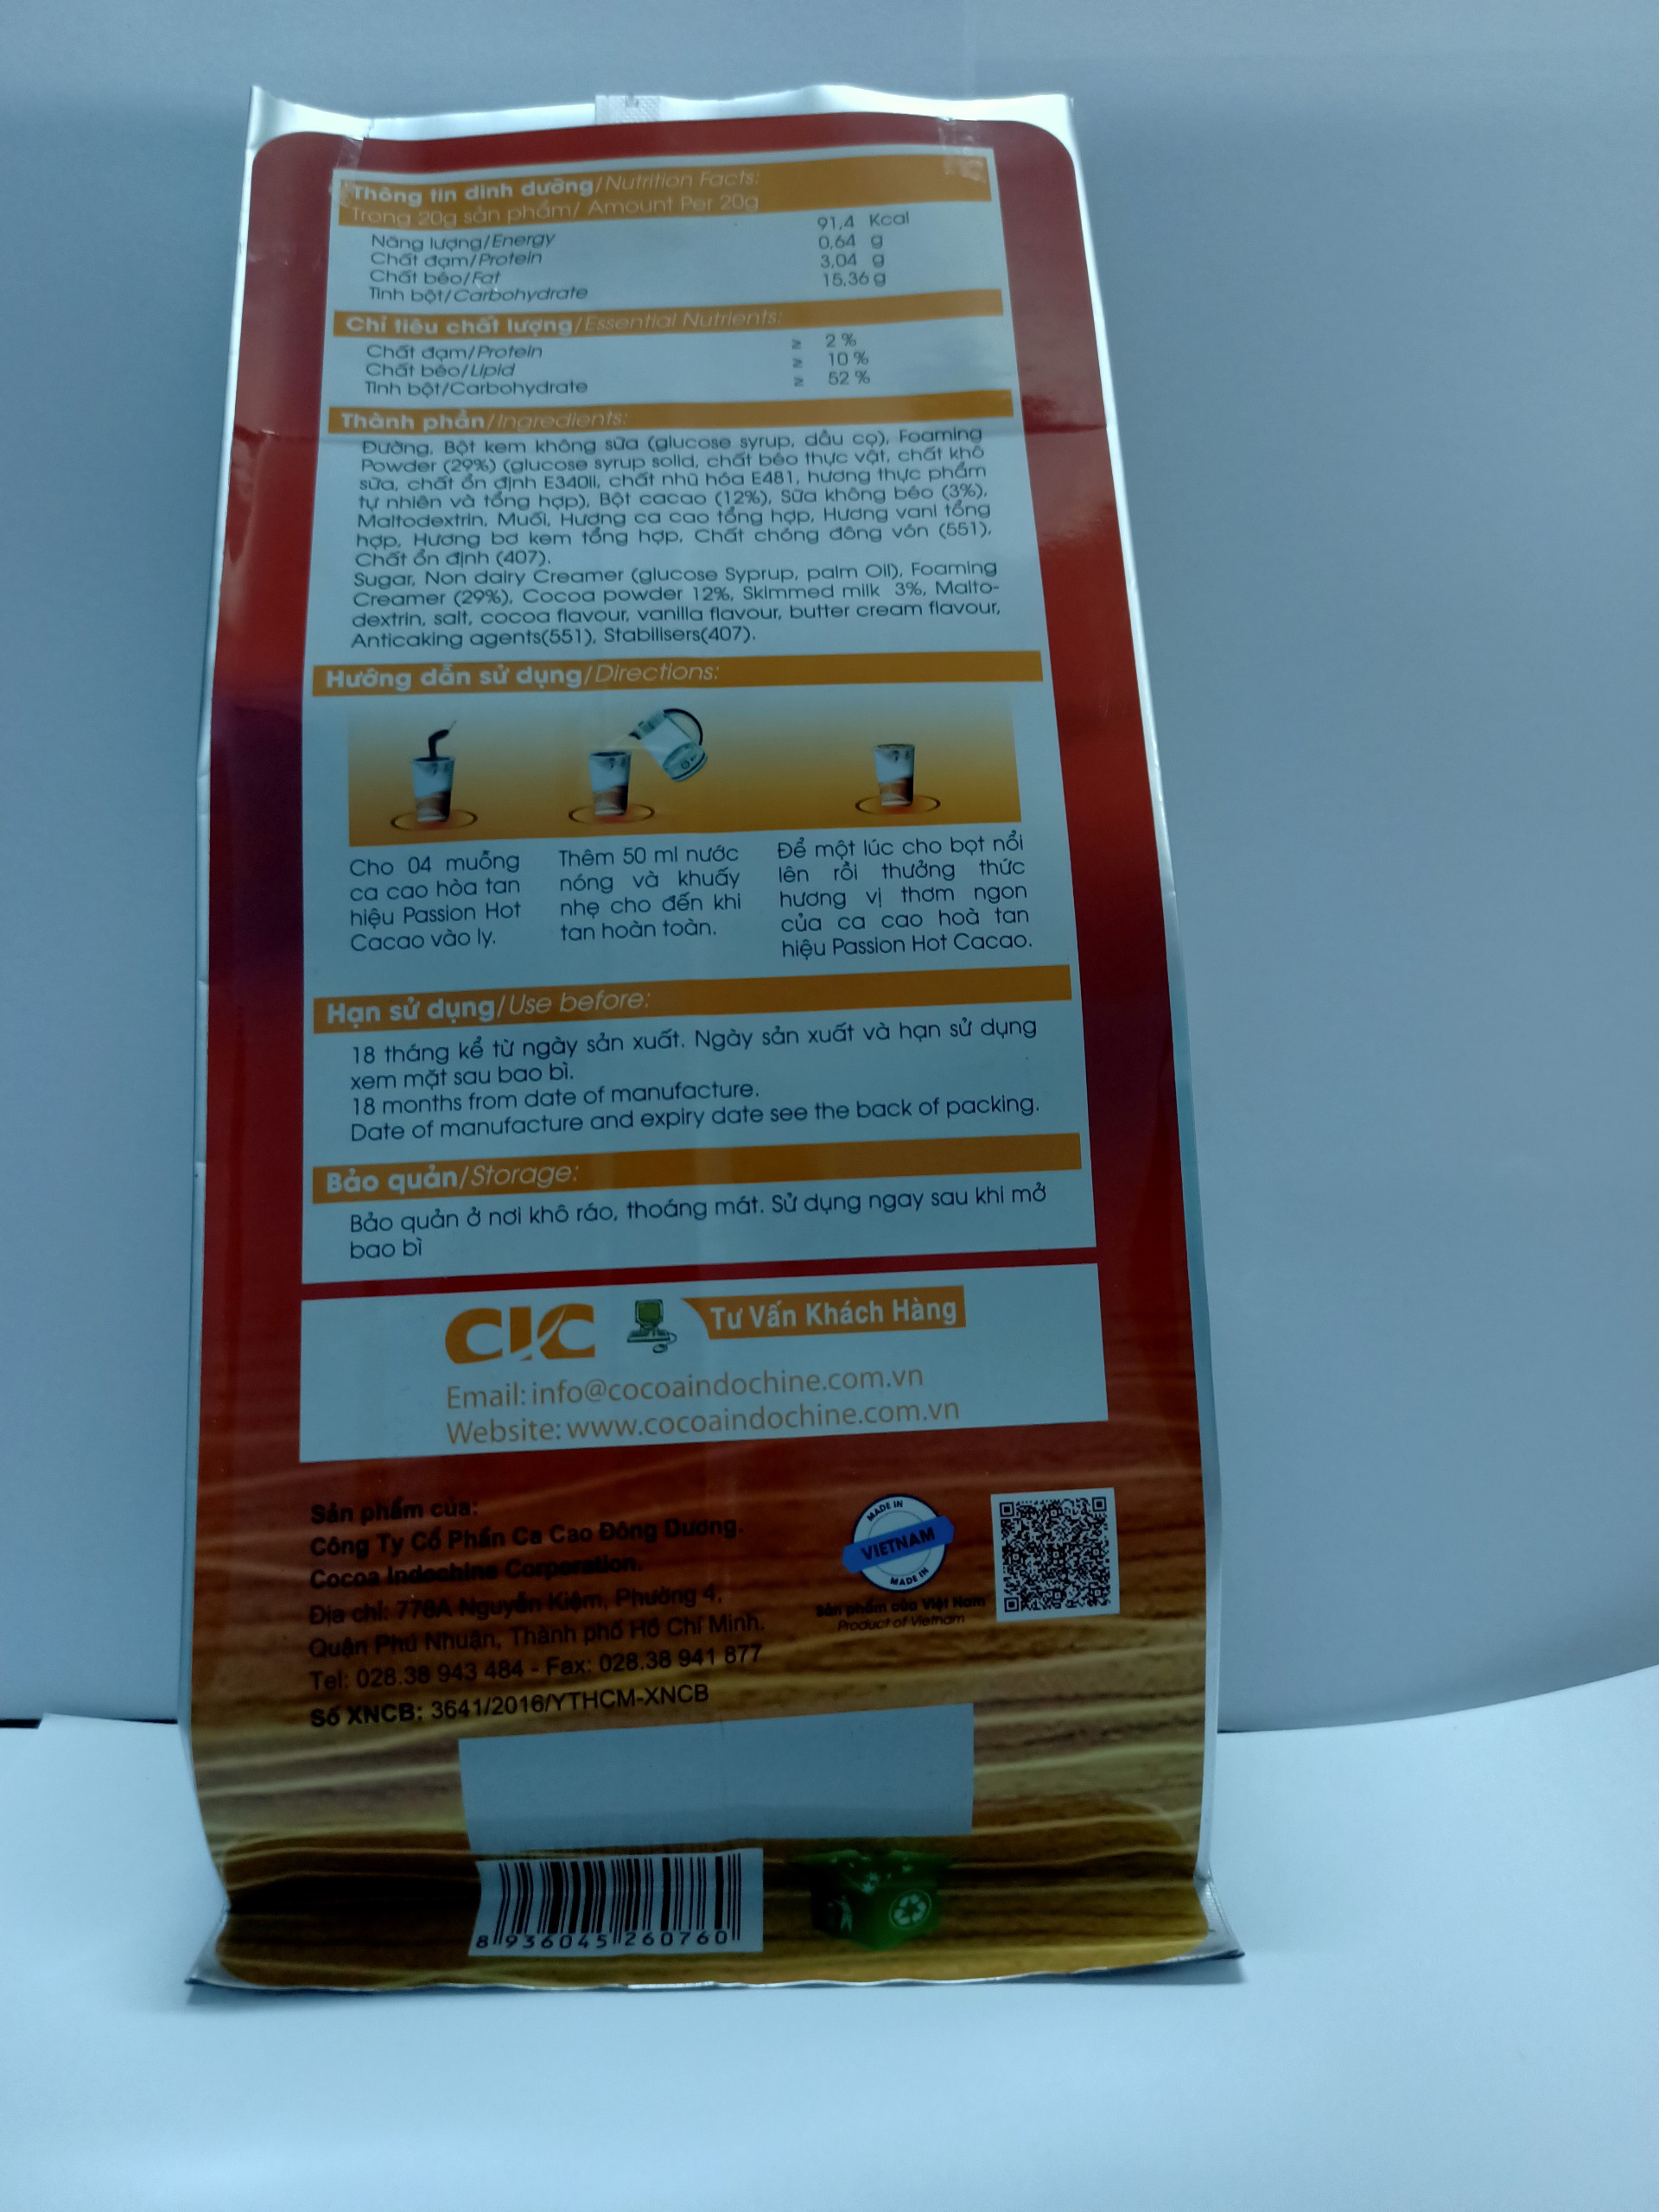 Thông tin dinh dưỡng/Nutrition Facts:
Trong 20g sản phẩm/ Amount Per 20g
Năng lượng/Energy 91,4 Kcal
Chất đạm/Protein 0,64 g
Chất béo/Fat 3,04 g
Tinh bột/Carbohydrate 15,36 g
Chỉ tiêu chất lượng/Essential Nutrients:
Chất đạm/Protein ≥ 2 %
Chất béo/Lipid ≥ 10 %
Tinh bột/Carbohydrate ≥ 52 %
Thành phần/Ingredients:
Đường, Bột kem không sữa (glucose syrup, dầu cọ), Foaming
Powder (29%) (glucose syrup solid, chất béo thực vật, chất khô
sữa, chất ổn định E340ii, chất nhũ hóa E481, hương thực phẩm
tự nhiên và tổng hợp), Bột cacao (12%), Sữa không béo (3%),
Maltodextrin, Muối, Hương ca cao tổng hợp, Hương vani tổng
hợp, Hương bơ kem tổng hợp, Chất chống đông vón (551),
Chất ổn định (407).
Sugar, Non dairy Creamer (glucose Syprup, palm Oil), Foaming
Creamer (29%), Cocoa powder 12%, Skimmed milk 3%, Malto-
dextrin, salt, cocoa flavour, vanilla flavour, butter cream flavour,
Anticaking agents(551), Stabilisers(407).
Hướng dẫn sử dụng/Directions:
Cho 04 muỗng
ca cao hòa tan
hiệu Passion Hot
Cacao vào ly.
Thêm 50 ml nước
nóng và khuấy
nhẹ cho đến khi
tan hoàn toàn.
Để một lúc cho bọt nổi
lên rồi thưởng thức
hương vị thơm ngon
của ca cao hoà tan
hiệu Passion Hot Cacao.
Hạn sử dụng/Use before:
18 tháng kể từ ngày sản xuất. Ngày sản xuất và hạn sử dụng
xem mặt sau bao bì.
18 months from date of manufacture.
Date of manufacture and expiry date see the back of packing.
Bảo quản/Storage:
Bảo quản ở nơi khô ráo, thoáng mát. Sử dụng ngay sau khi mở
bao bì
CIC Tư Vấn Khách Hàng
Email: info@cocoaindochine.com.vn
Website: www.cocoaindochine.com.vn
Sản phẩm của:
Công Ty Cổ Phần Ca Cao Đông Dương.
Cocoa Indochine Corporation.
Địa chỉ: 778A Nguyễn Kiệm, Phường 4,
Quận Phú Nhuận, Thành phố Hồ Chí Minh.
Tel: 028.38 943 484 - Fax: 028.38 941 877
Số XNCB: 3641/2016/YTHCM-XNCB
MADE IN
VIETNAM
MADE IN
Sản phẩm của Việt Nam
Product of Vietnam
8 936045 260760